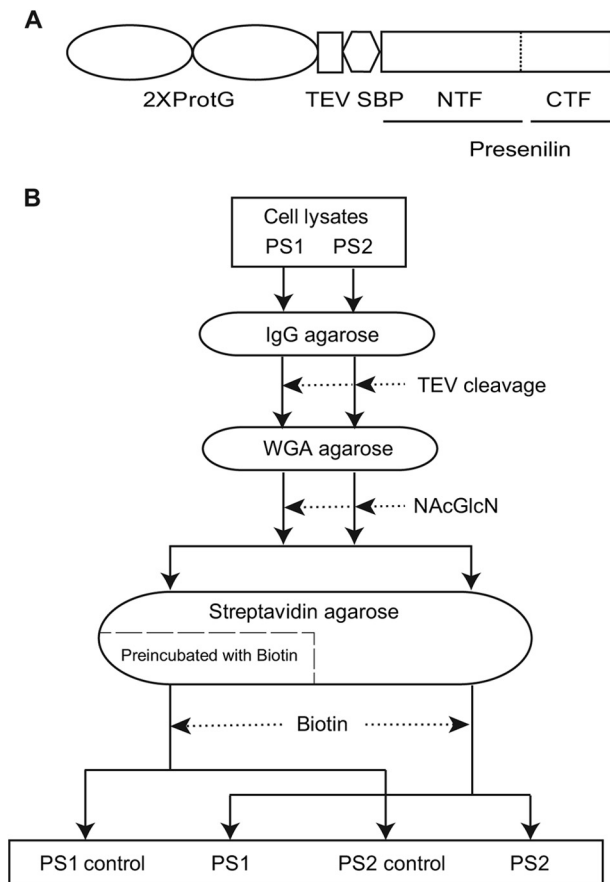 A
2XProtG TEV SBP NTF CTF
Presenilin
B
Cell lysates
PS1 PS2
IgG agarose
TEV cleavage
WGA agarose
NAcGlcN
Streptavidin agarose
Preincubated with Biotin
Biotin
PS1 control PS1 PS2 control PS2